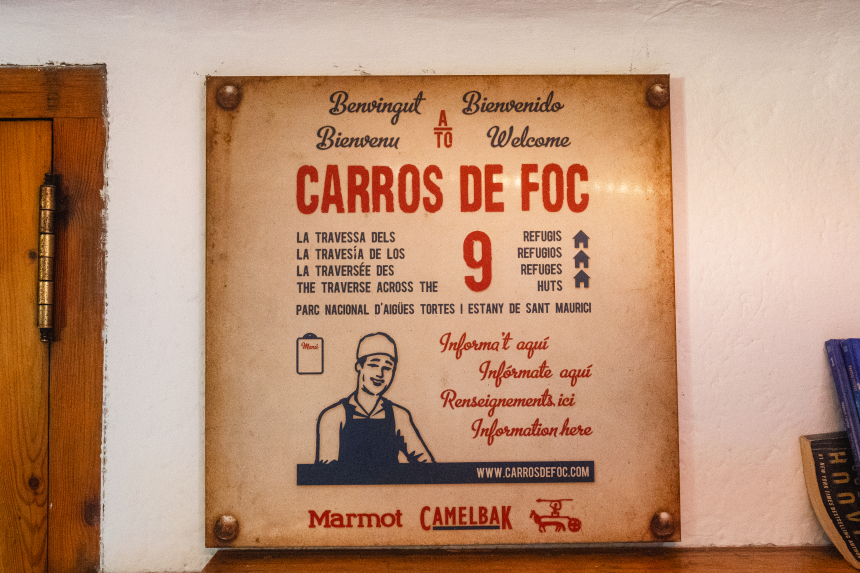 Benvingut A Bienvenido
Bienvenu TO Welcome
CARROS DE FOC
LA TRAVESSA DELS
LA TRAVESÍA DE LOS
LA TRAVERSÉE DES
THE TRAVERSE ACROSS THE
9
REFUGIS
REFUGIOS
REFUGES
HUTS
PARC NACIONAL D'AIGÜES TORTES I ESTANY DE SANT MAURICI
Menú
Informa't aquí
Infórmate aquí
Renseignements ici
Information here
WWW.CARROSDEFOC.COM
Marmot CAMELBAK